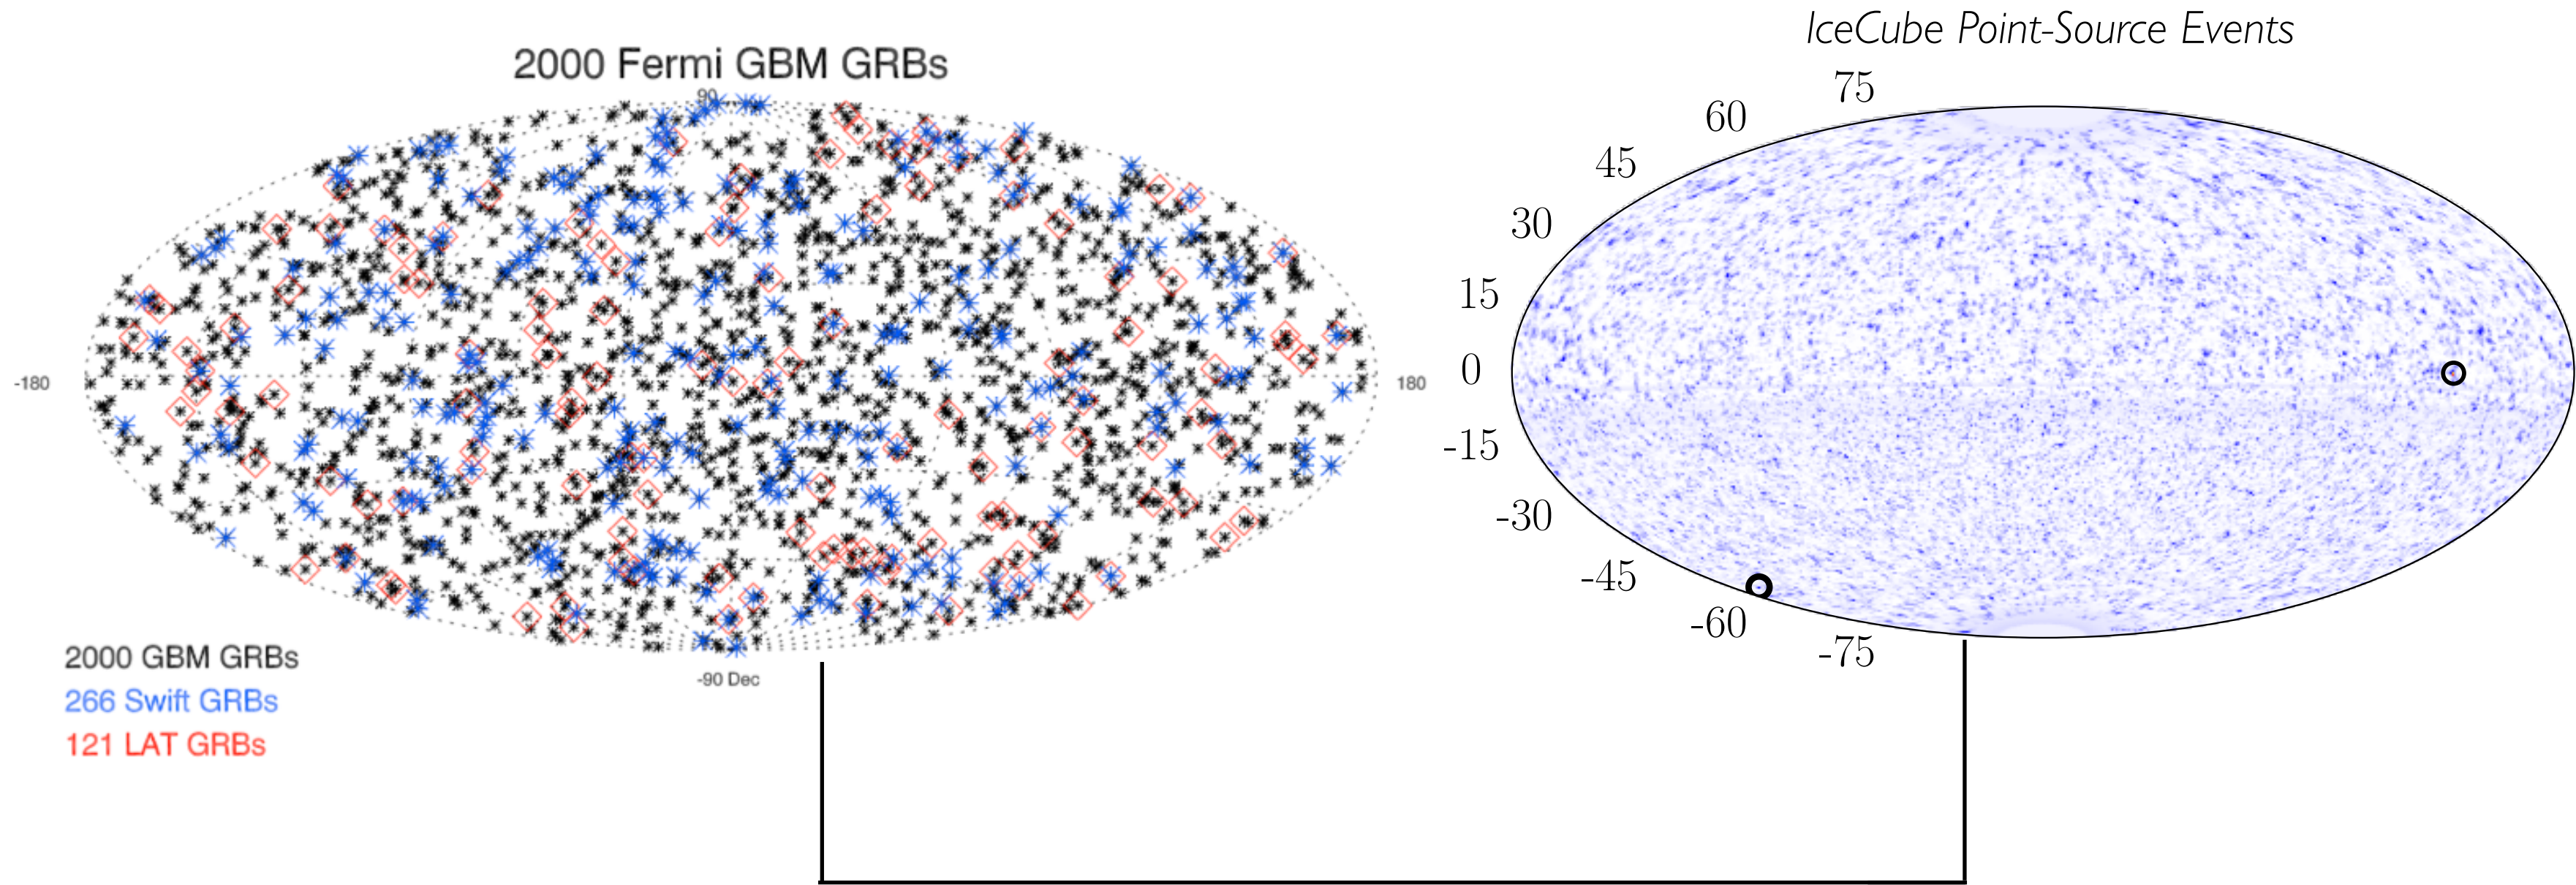 2000 Fermi GBM GRBs
90
-180
180
-90 Dec
2000 GBM GRBs
266 Swift GRBs
121 LAT GRBs
IceCube Point-Source Events
75
60
45
30
15
0
-15
-30
-45
-60
-75